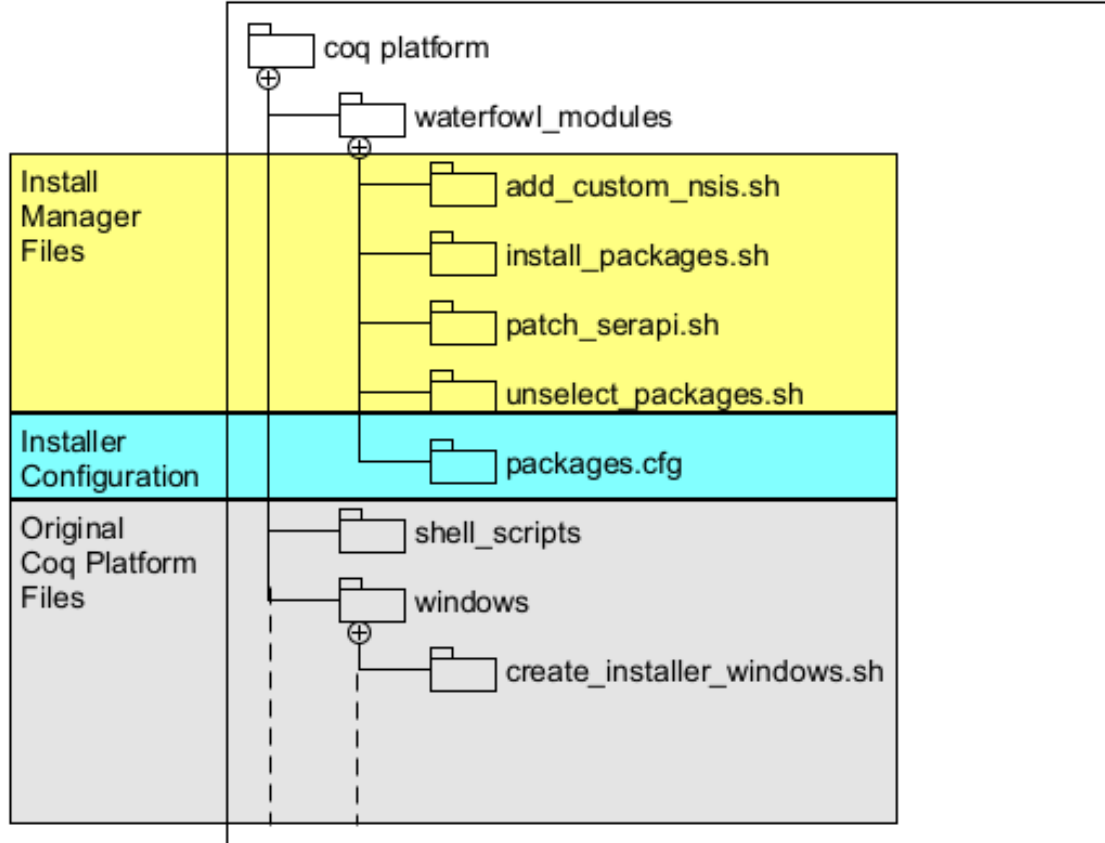 coq platform
waterfowl_modules
Install
Manager
Files
add_custom_nsis.sh
install_packages.sh
patch_serapi.sh
unselect_packages.sh
Installer
Configuration
packages.cfg
Original
Coq Platform
Files
shell_scripts
windows
create_installer_windows.sh